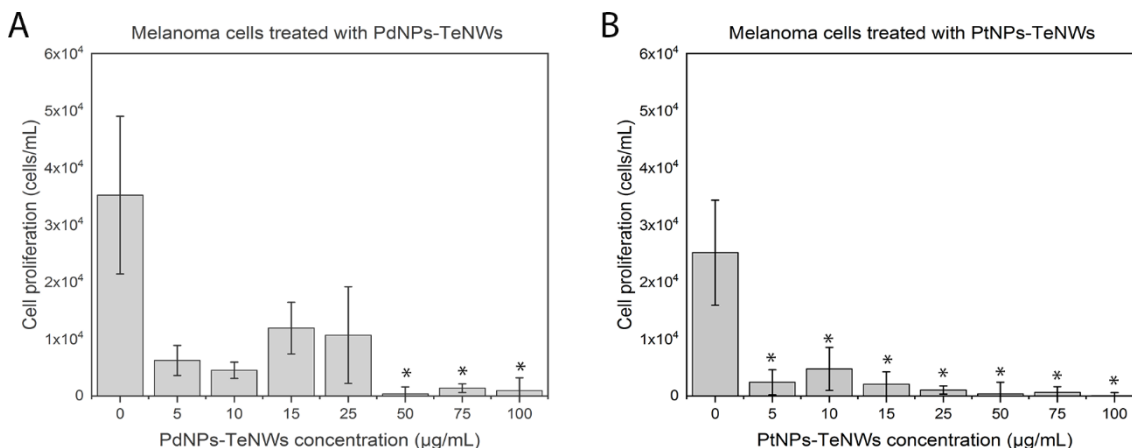 A
Melanoma cells treated with PdNPs-TeNWs
Cell proliferation (cells/mL)
6x10⁴
5x10⁴
4x10⁴
3x10⁴
2x10⁴
1x10⁴
0
* * *
0 5 10 15 25 50 75 100
PdNPs-TeNWs concentration (µg/mL)
B
Melanoma cells treated with PtNPs-TeNWs
Cell proliferation (cells/mL)
6x10⁴
5x10⁴
4x10⁴
3x10⁴
2x10⁴
1x10⁴
0
* * * * * * *
0 5 10 15 25 50 75 100
PtNPs-TeNWs concentration (µg/mL)